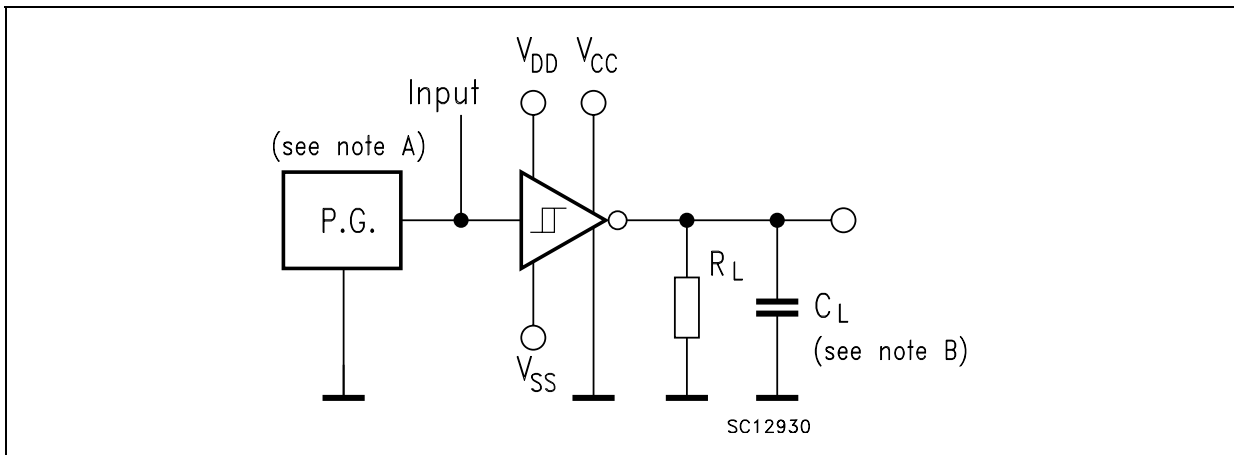 V_DD V_CC
Input
(see note A)
P.G.
R_L
C_L
(see note B)
V_SS
SC12930